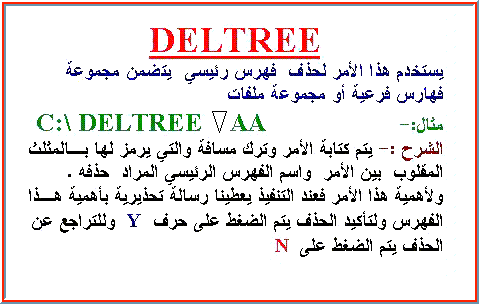 DELTREE
يستخدم هذا الأمر لحذف فهرس رئيسي يتضمن مجموعة
فهارس فرعية أو مجموعة ملفات
مثال:- C:\ DELTREE ∇AA
الشرح :- يتم كتابة الأمر وترك مسافة والتي يرمز لها بـــالمثلث
المقلوب بين الأمر واسم الفهرس الرئيسي المراد حذفه .
ولأهمية هذا الأمر فعند التنفيذ يعطينا رسالة تحذيرية بأهمية هـــذا
الفهرس ولتأكيد الحذف يتم الضغط على حرف Y وللتراجع عن
الحذف يتم الضغط على N